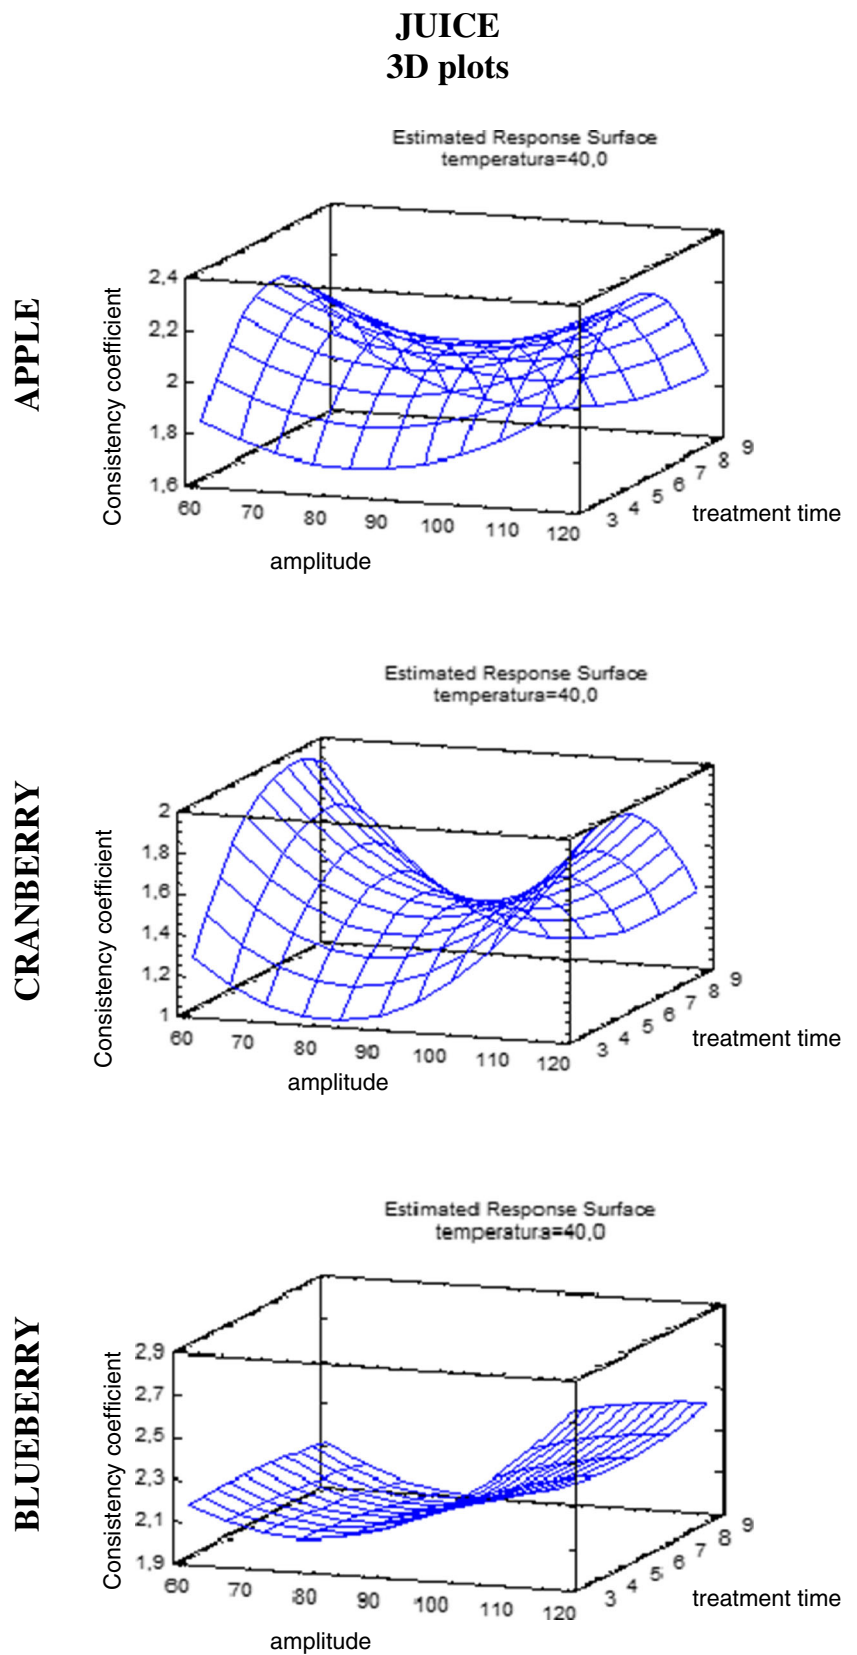 JUICE
3D plots
APPLE
Estimated Response Surface
temperatura=40,0
Consistency coefficient
2,4
2,2
2
1,8
1,6
60 70 80 90 100 110 120
amplitude
3 4 5 6 7 8 9
treatment time
CRANBERRY
Estimated Response Surface
temperatura=40,0
Consistency coefficient
2
1,8
1,6
1,4
1,2
1
60 70 80 90 100 110 120
amplitude
3 4 5 6 7 8 9
treatment time
BLUEBERRY
Estimated Response Surface
temperatura=40,0
Consistency coefficient
2,9
2,7
2,5
2,3
2,1
1,9
60 70 80 90 100 110 120
amplitude
3 4 5 6 7 8 9
treatment time